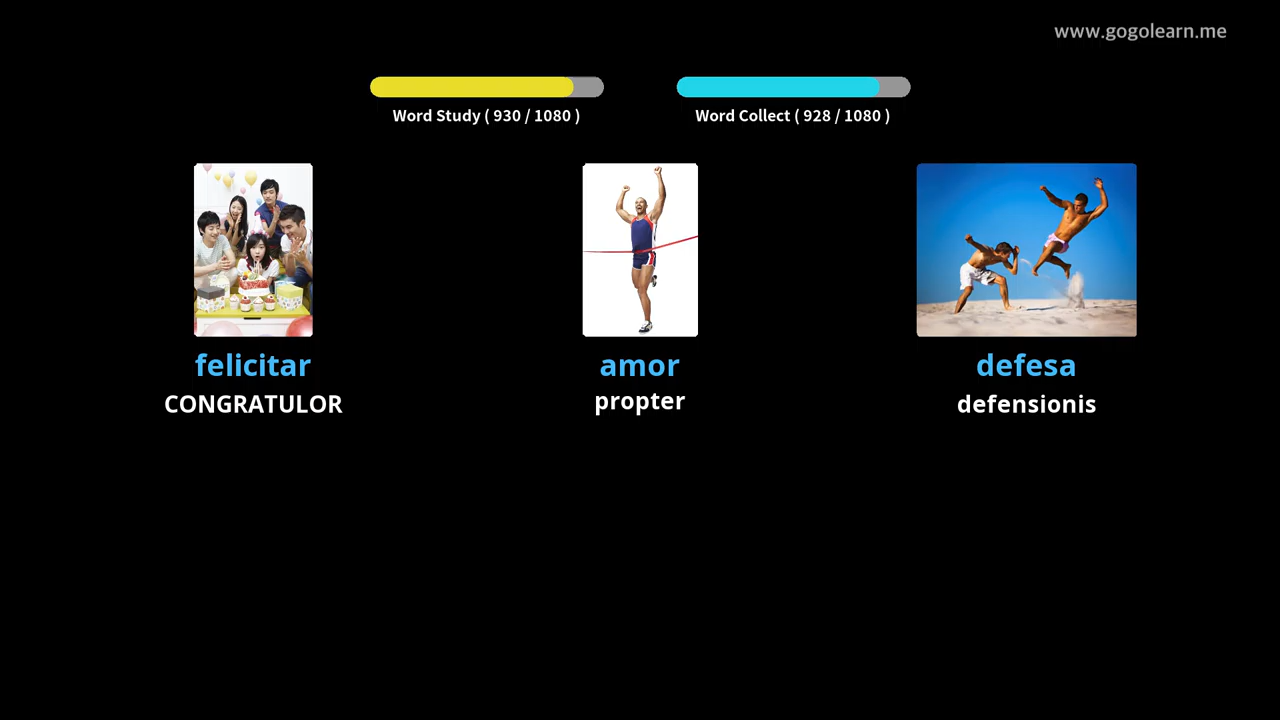 www.gogolearn.me
Word Study ( 930 / 1080 )
Word Collect ( 928 / 1080 )
felicitar
CONGRATULOR
amor
propter
defesa
defensionis